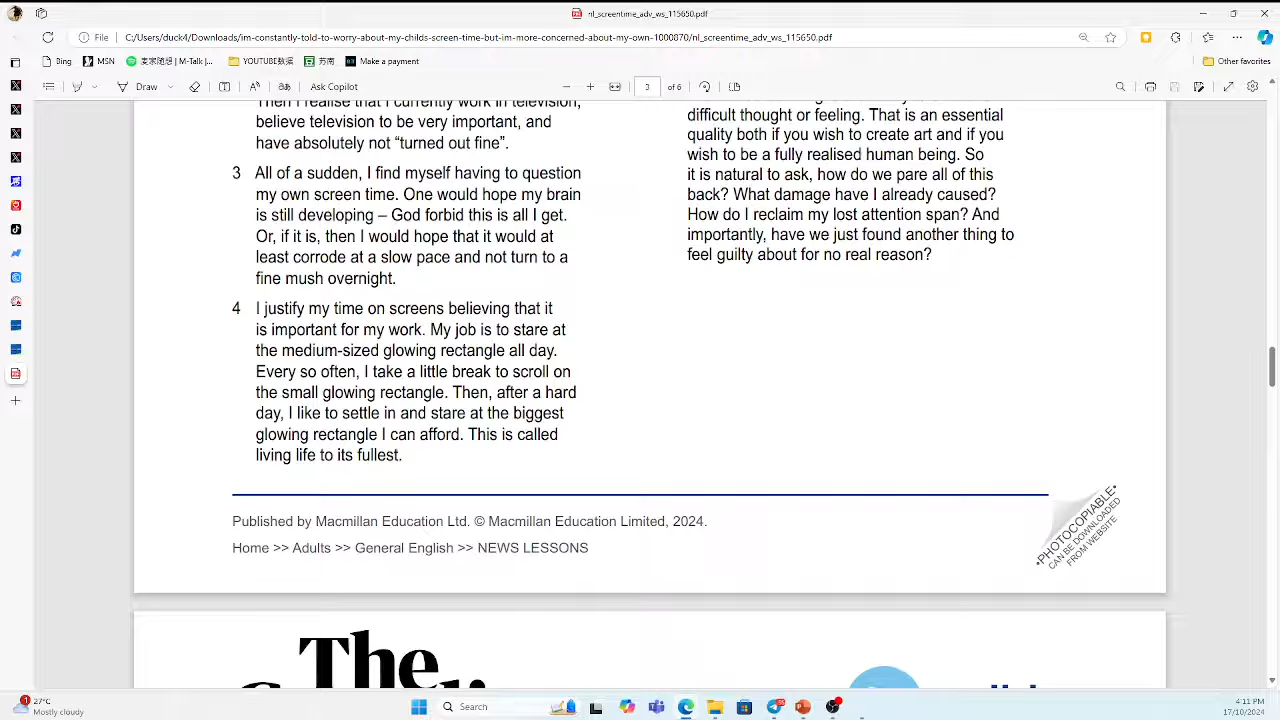 nl_screentime_adv_ws_115650.pdf
File
C:/Users/duck4/Downloads/im-constantly-told-to-worry-about-my-childs-screen-time-but-im-more-concerned-about-my-own-1000870/nl_screentime_adv_ws_115650.pdf
Bing
MSN
麦家随想 | M-Talk |...
YOUTUBE数据
方南
Make a payment
Other favorites
Draw
Ask Copilot
3
of 6
Then I realise that I currently work in television,
believe television to be very important, and
have absolutely not “turned out fine”.
3 All of a sudden, I find myself having to question
my own screen time. One would hope my brain
is still developing – God forbid this is all I get.
Or, if it is, then I would hope that it would at
least corrode at a slow pace and not turn to a
fine mush overnight.
4 I justify my time on screens believing that it
is important for my work. My job is to stare at
the medium-sized glowing rectangle all day.
Every so often, I take a little break to scroll on
the small glowing rectangle. Then, after a hard
day, I like to settle in and stare at the biggest
glowing rectangle I can afford. This is called
living life to its fullest.
difficult thought or feeling. That is an essential
quality both if you wish to create art and if you
wish to be a fully realised human being. So
it is natural to ask, how do we pare all of this
back? What damage have I already caused?
How do I reclaim my lost attention span? And
importantly, have we just found another thing to
feel guilty about for no real reason?
Published by Macmillan Education Ltd. © Macmillan Education Limited, 2024.
Home >> Adults >> General English >> NEWS LESSONS
•PHOTOCOPIABLE•
CAN BE DOWNLOADED
FROM WEBSITE
The
27°C
Mostly cloudy
Search
4:11 PM
17/10/2024